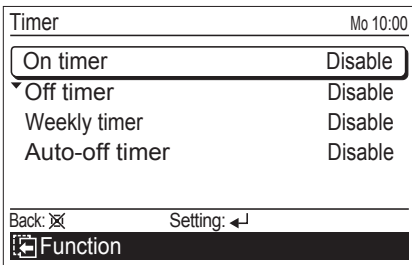 Timer Mo 10:00
On timer Disable
Off timer Disable
Weekly timer Disable
Auto-off timer Disable
Back: Setting:
Function